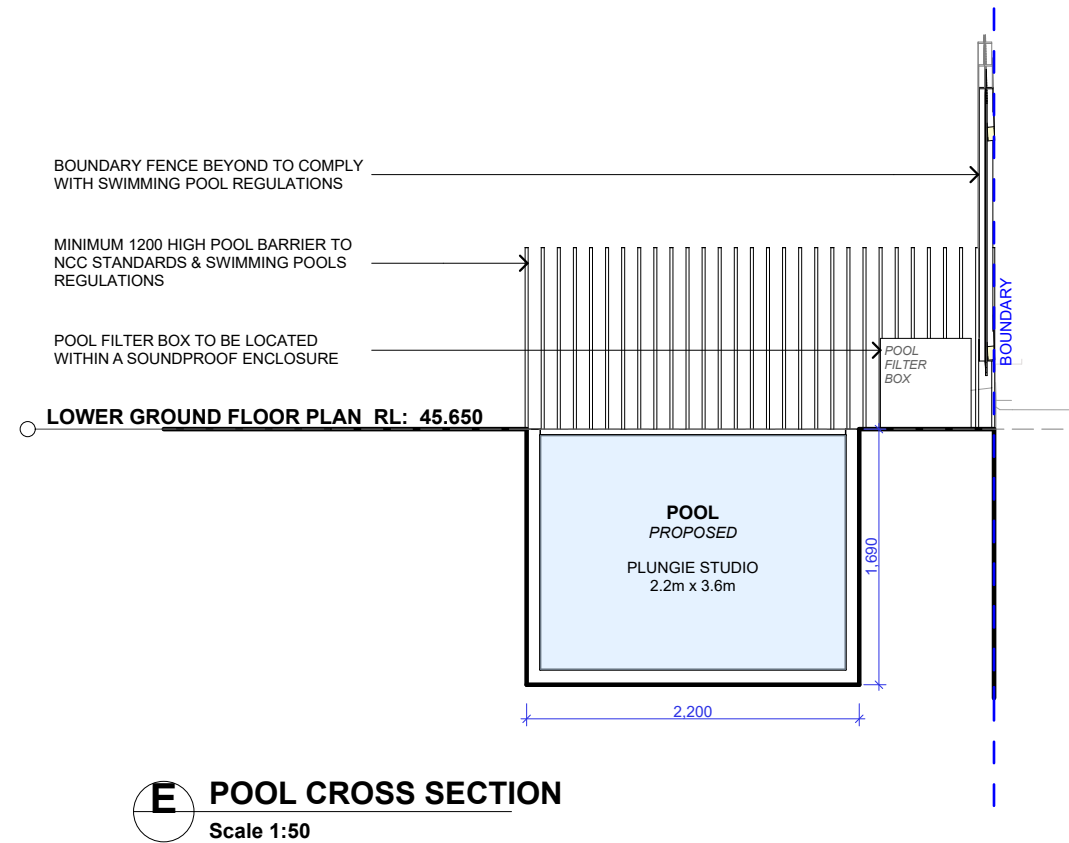 BOUNDARY FENCE BEYOND TO COMPLY
WITH SWIMMING POOL REGULATIONS
MINIMUM 1200 HIGH POOL BARRIER TO
NCC STANDARDS & SWIMMING POOLS
REGULATIONS
POOL FILTER BOX TO BE LOCATED
WITHIN A SOUNDPROOF ENCLOSURE
POOL
FILTER
BOX
BOUNDARY
LOWER GROUND FLOOR PLAN RL: 45.650
POOL
PROPOSED
PLUNGIE STUDIO
2.2m x 3.6m
1,690
2,200
E POOL CROSS SECTION
Scale 1:50